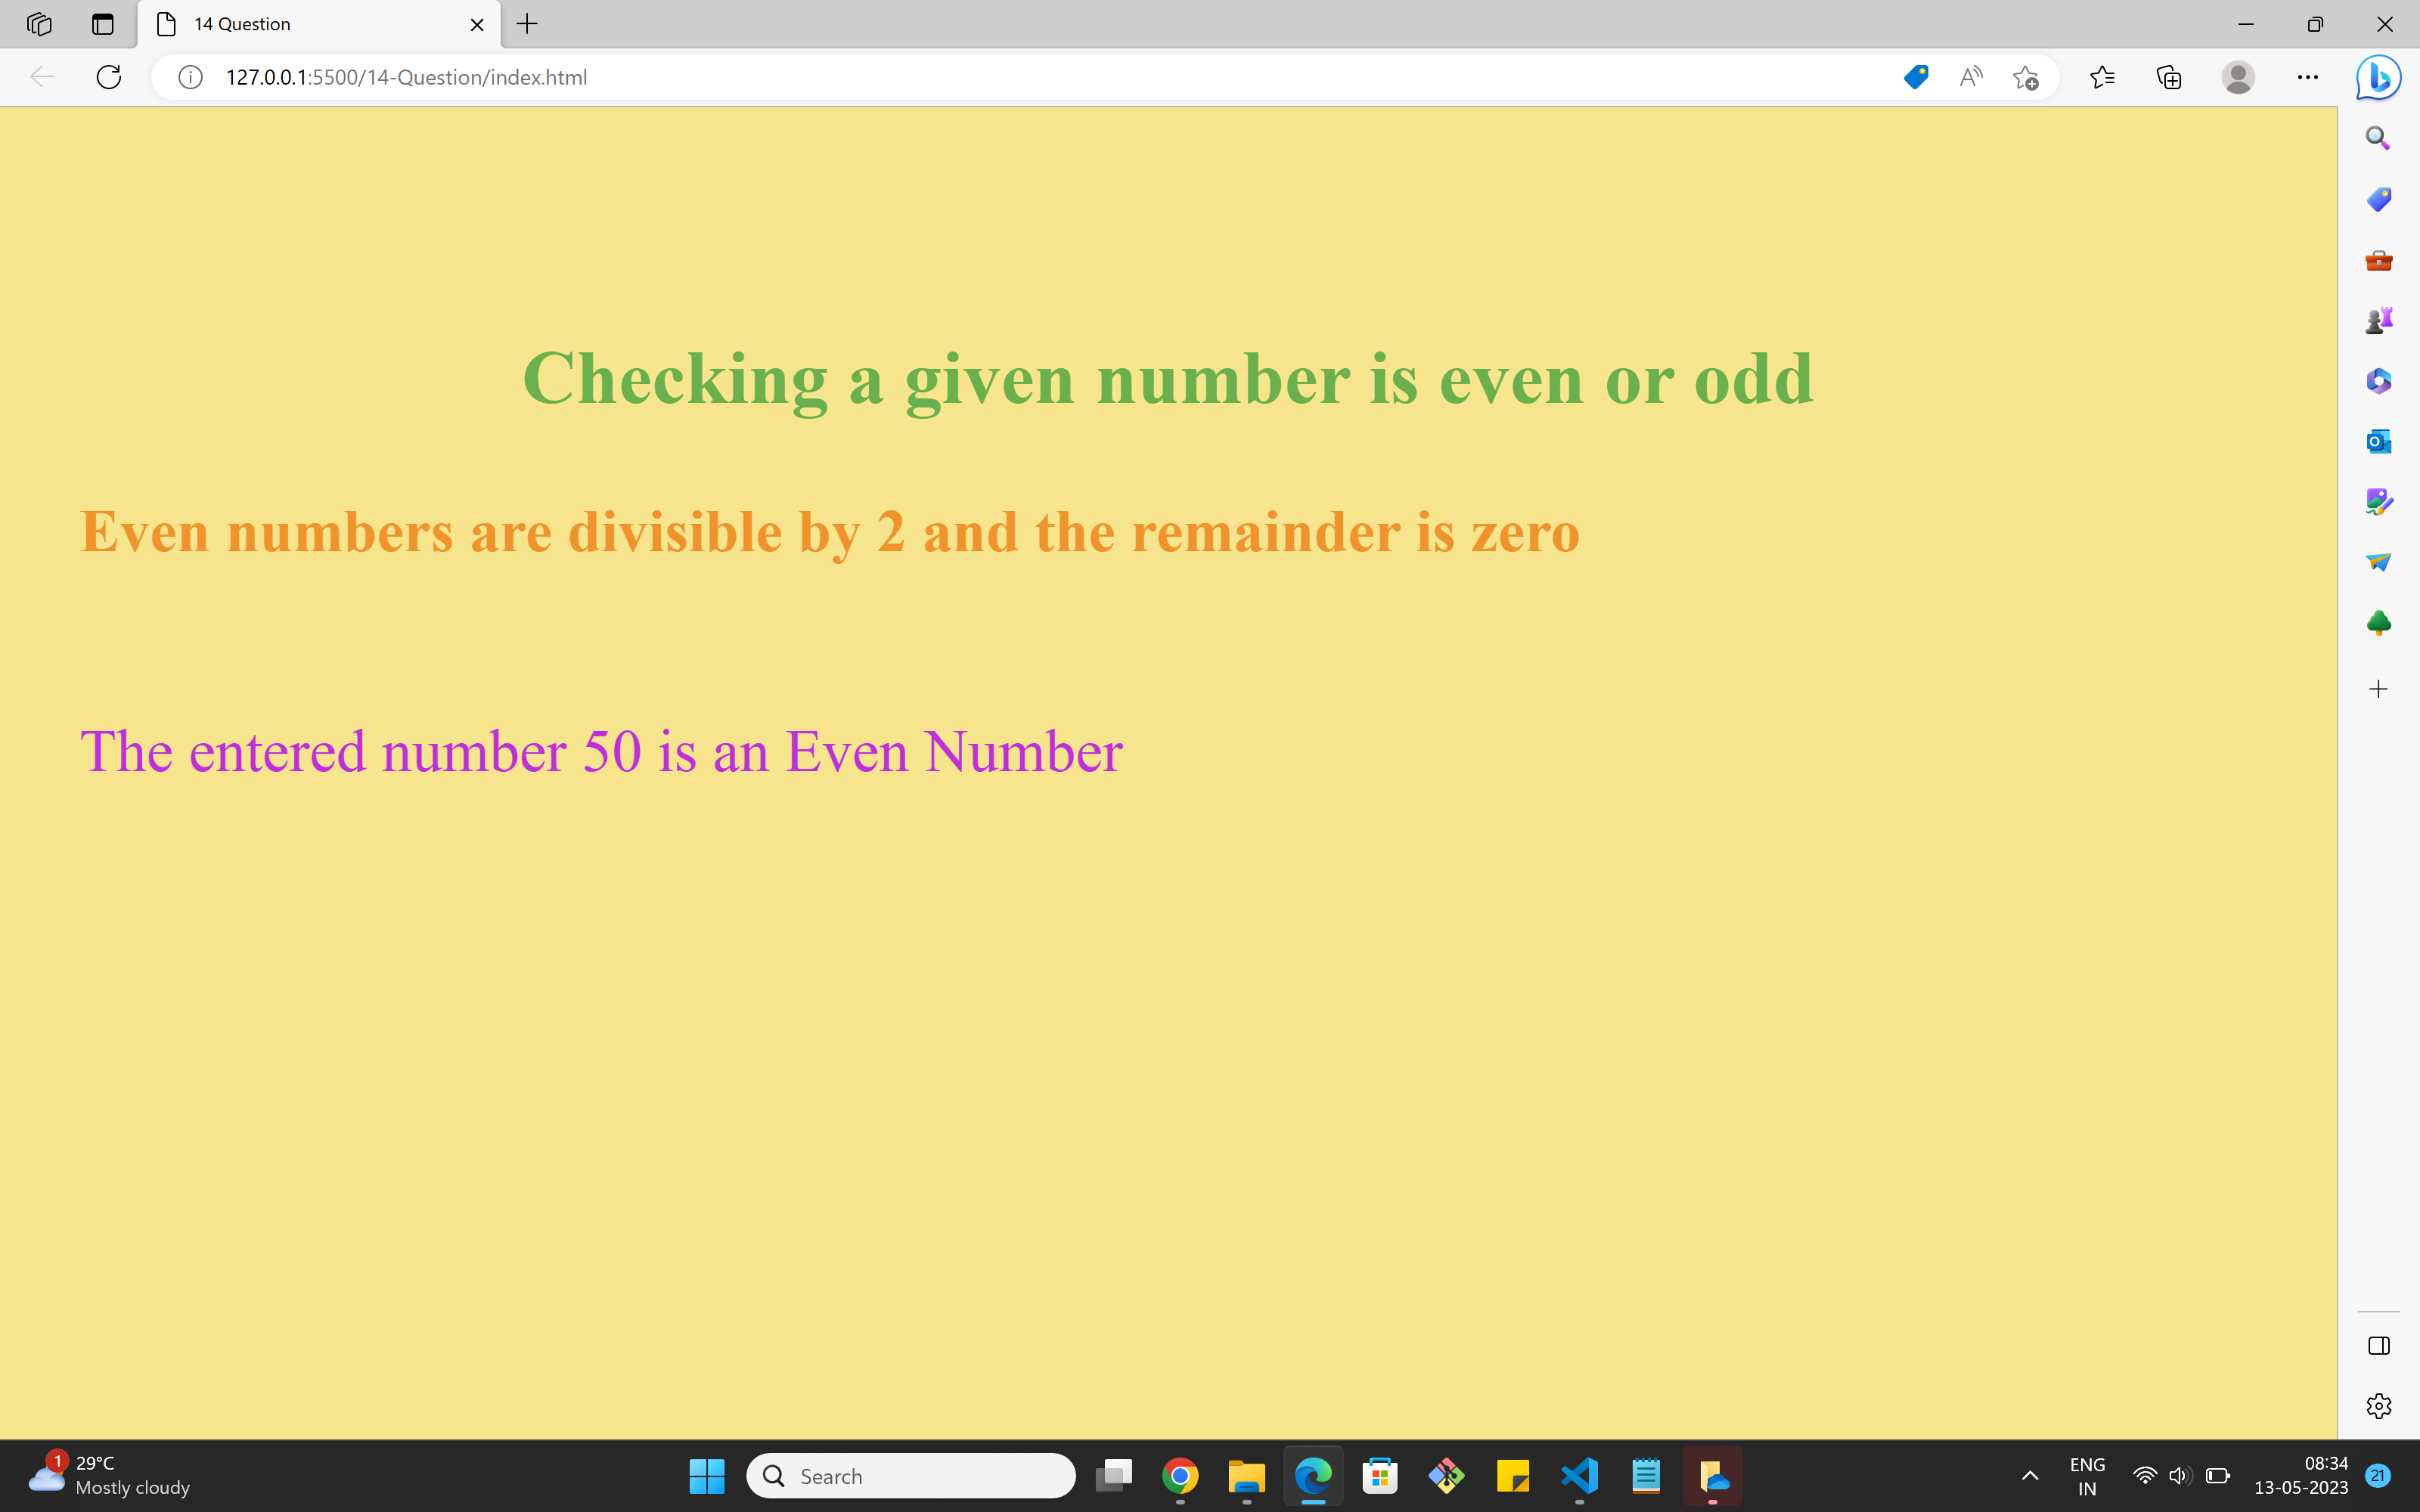 14 Question
127.0.0.1:5500/14-Question/index.html
Checking a given number is even or odd
Even numbers are divisible by 2 and the remainder is zero
The entered number 50 is an Even Number
1
29°C
Mostly cloudy
Search
ENG
IN
08:34
13-05-2023
21